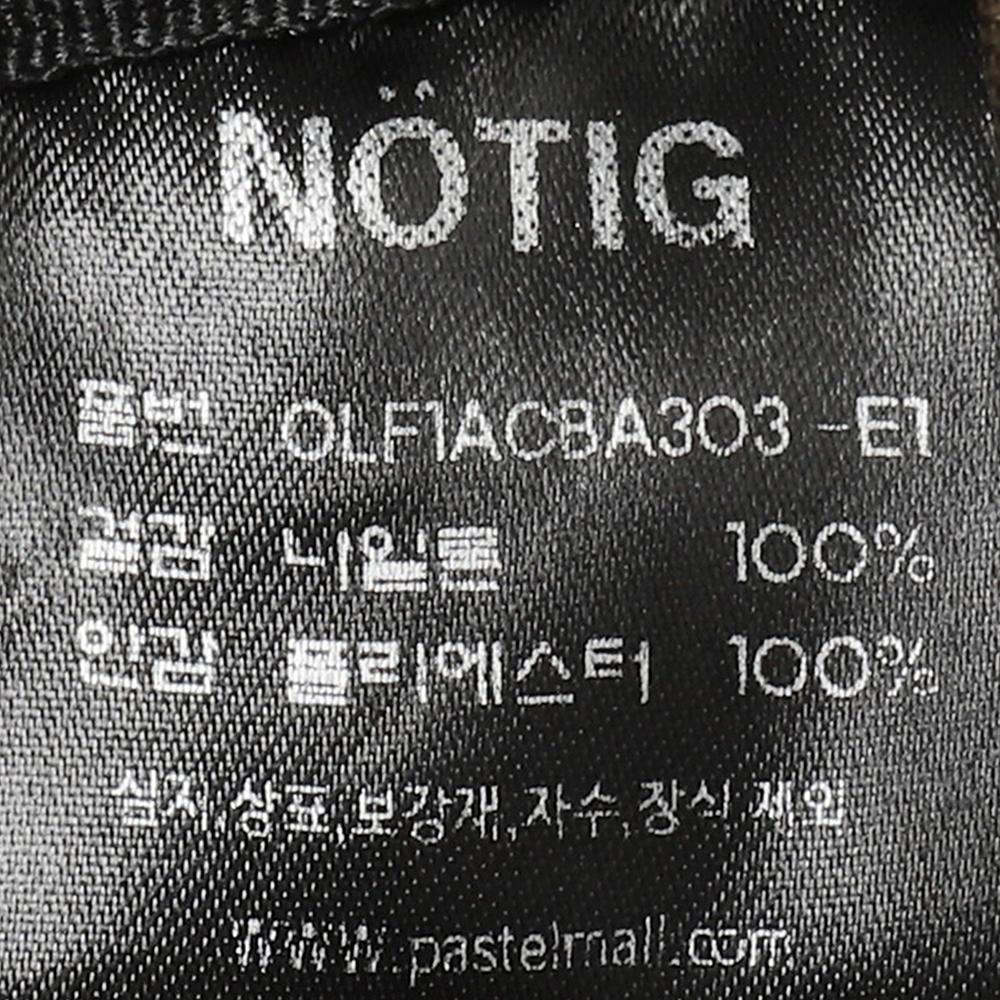 NÖTIG
품번 OLF1ACBA303-E1
겉감 나일론 100%
안감 폴리에스터 100%
심지,상표,보강재,자수,장식 제외
www.pastelmall.com